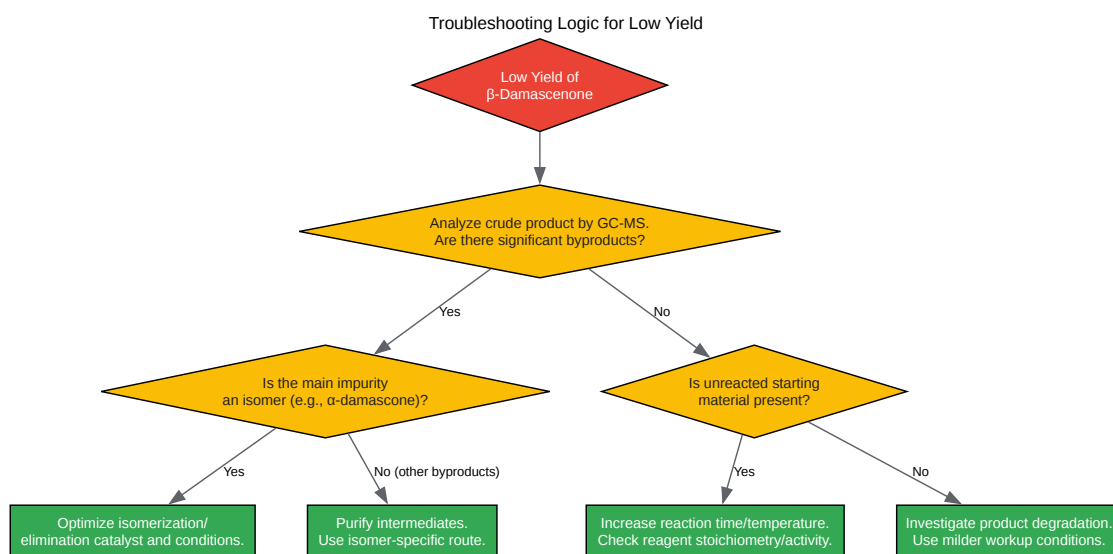 Troubleshooting Logic for Low Yield
Low Yield of
β-Damascenone
Analyze crude product by GC-MS.
Are there significant byproducts?
Yes
No
Is the main impurity
an isomer (e.g., α-damascone)?
Is unreacted starting
material present?
Yes
No (other byproducts)
Yes
No
Optimize isomerization/
elimination catalyst and conditions.
Purify intermediates.
Use isomer-specific route.
Increase reaction time/temperature.
Check reagent stoichiometry/activity.
Investigate product degradation.
Use milder workup conditions.